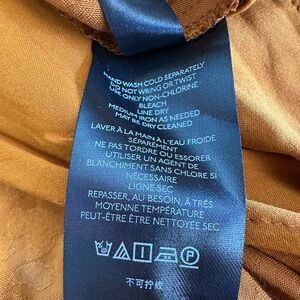 HAND WASH COLD SEPARATELY
DO NOT WRING OR TWIST
USE ONLY NON-CHLORINE
BLEACH
LINE DRY
MEDIUM IRON AS NEEDED
MAY BE DRY CLEANED
LAVER À LA MAIN À L'EAU FROIDE
SÉPARÉMENT
NE PAS TORDRE OU ESSORER
UTILISER UN AGENT DE
BLANCHIMENT SANS CHLORE SI
NÉCESSAIRE
LIGNE SEC
REPASSER, AU BESOIN, À TRÈS
MOYENNE TEMPÉRATURE
PEUT-ÊTRE ÊTRE NETTOYÉE SEC
P
不可拧绞